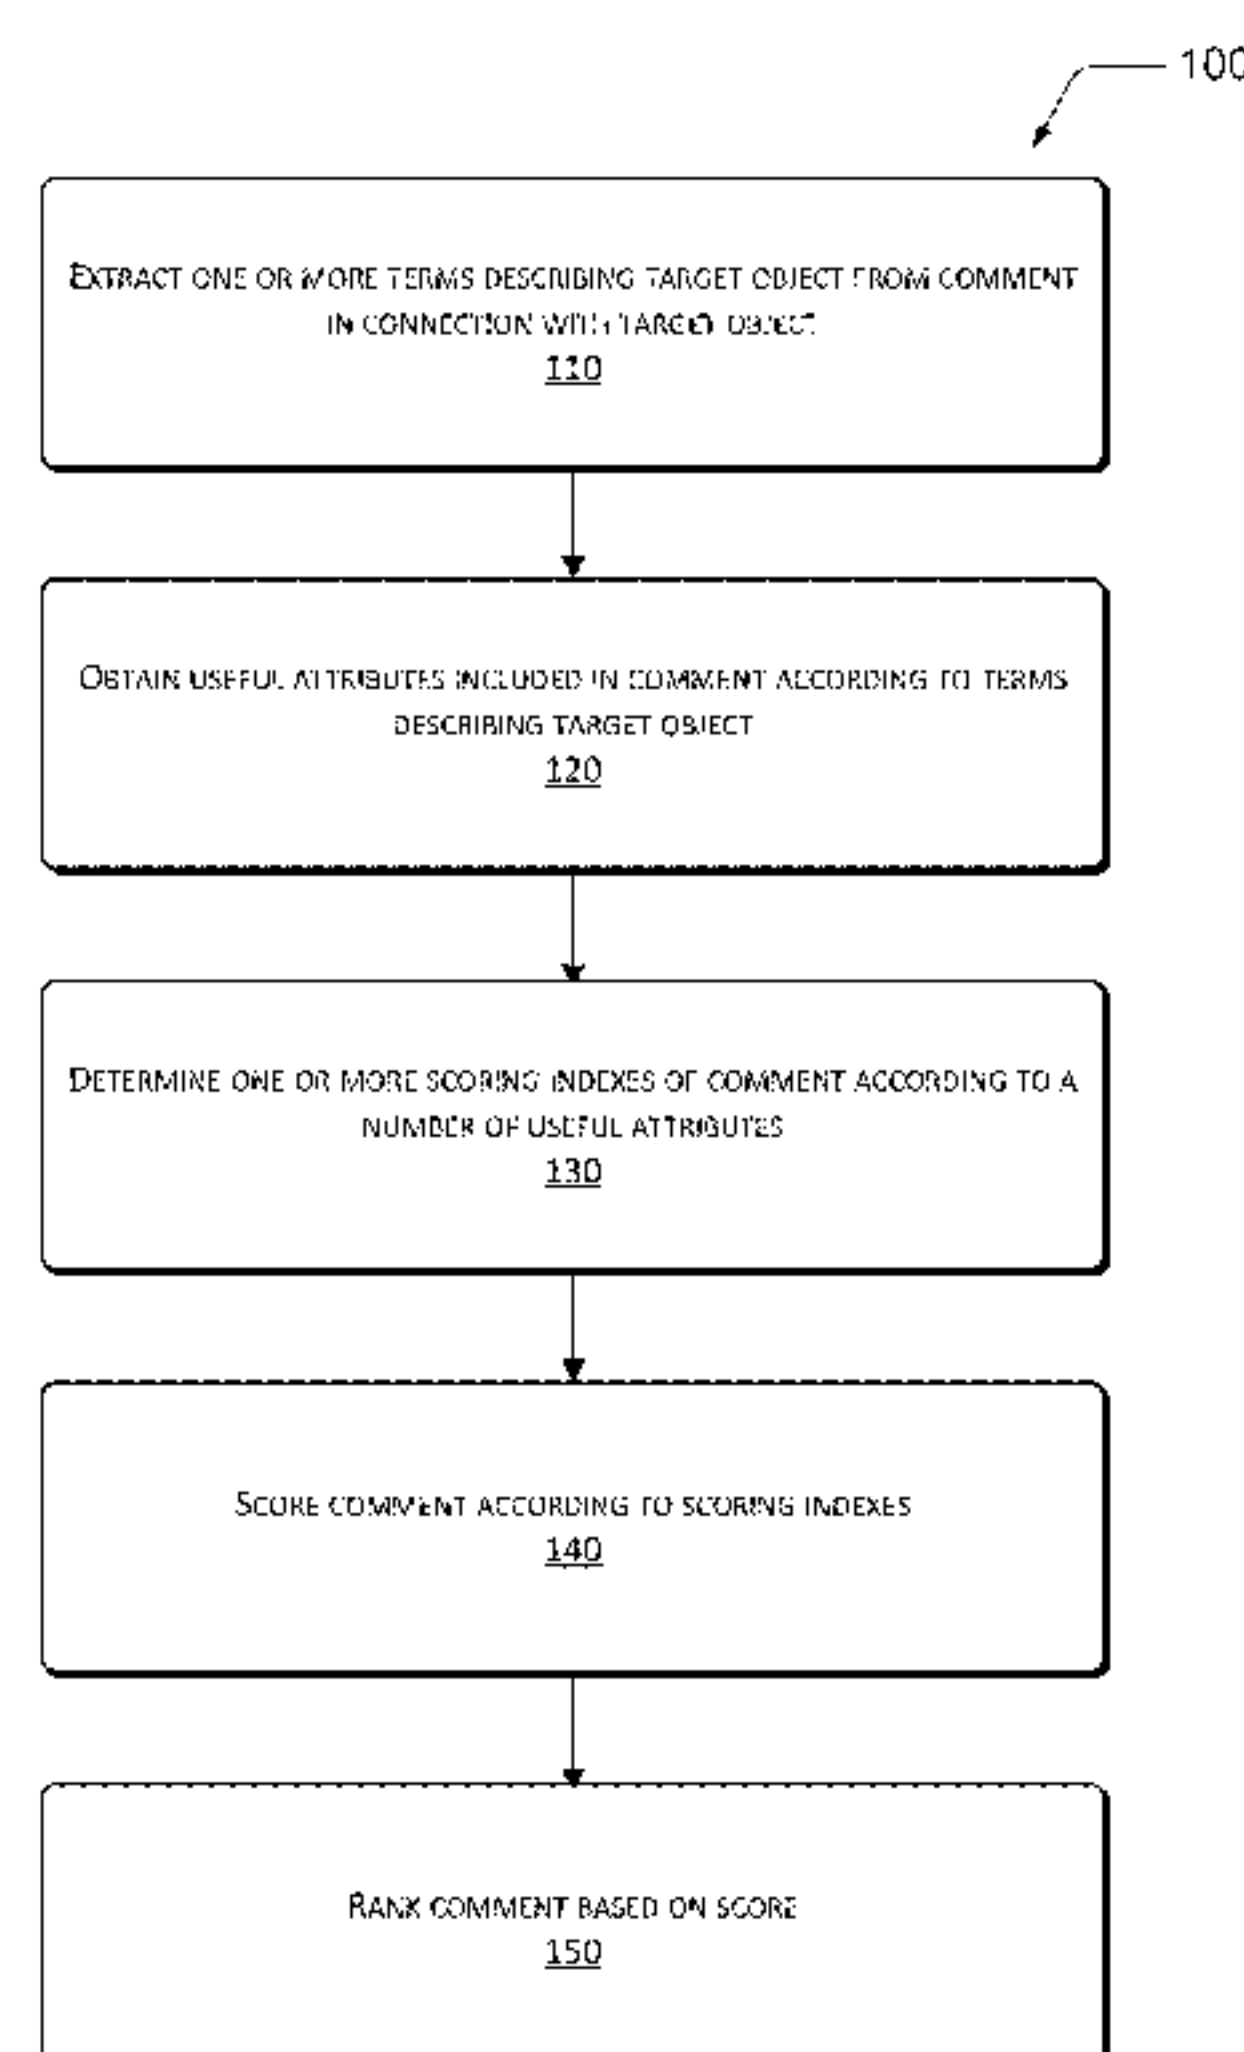 100
EXTRACT ONE OR MORE TERMS DESCRIBING TARGET OBJECT FROM COMMENT
IN CONNECTION WITH TARGET OBJECT
110
OBTAIN USEFUL ATTRIBUTES INCLUDED IN COMMENT ACCORDING TO TERMS
DESCRIBING TARGET OBJECT
120
DETERMINE ONE OR MORE SCORING INDEXES OF COMMENT ACCORDING TO A
NUMBER OF USEFUL ATTRIBUTES
130
SCORE COMMENT ACCORDING TO SCORING INDEXES
140
RANK COMMENT BASED ON SCORE
150